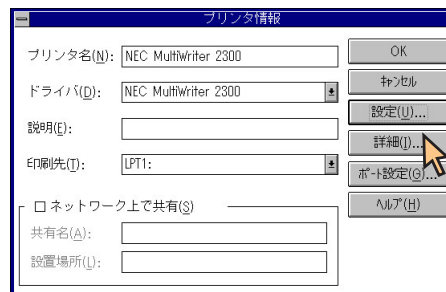 プリンタ情報
プリンタ名(N): NEC MultiWriter 2300
ドライバ(D): NEC MultiWriter 2300
説明(E):
印刷先(T): LPT1:
ネットワーク上で共有(S)
共有名(A):
設置場所(L):
OK
キャンセル
設定(U)...
詳細(I)...
ポート設定(G)...
ヘルプ(H)